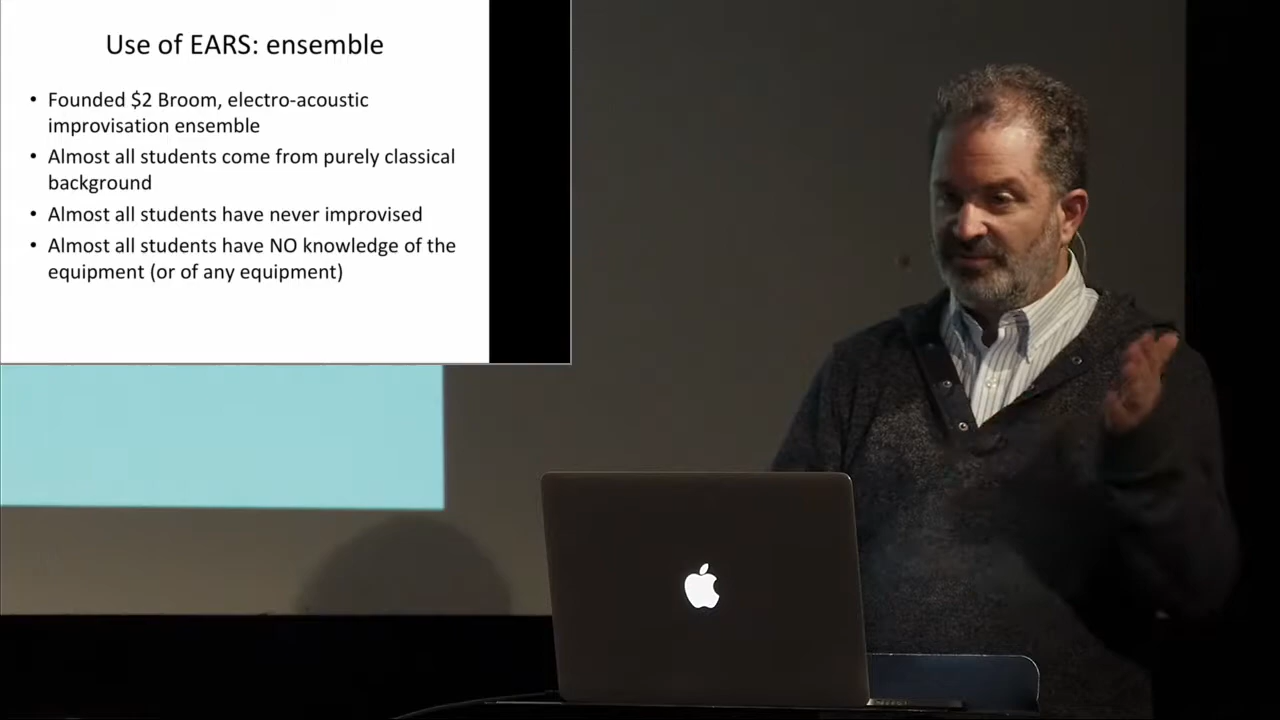 Use of EARS: ensemble
• Founded $2 Broom, electro-acoustic
improvisation ensemble
• Almost all students come from purely classical
background
• Almost all students have never improvised
• Almost all students have NO knowledge of the
equipment (or of any equipment)